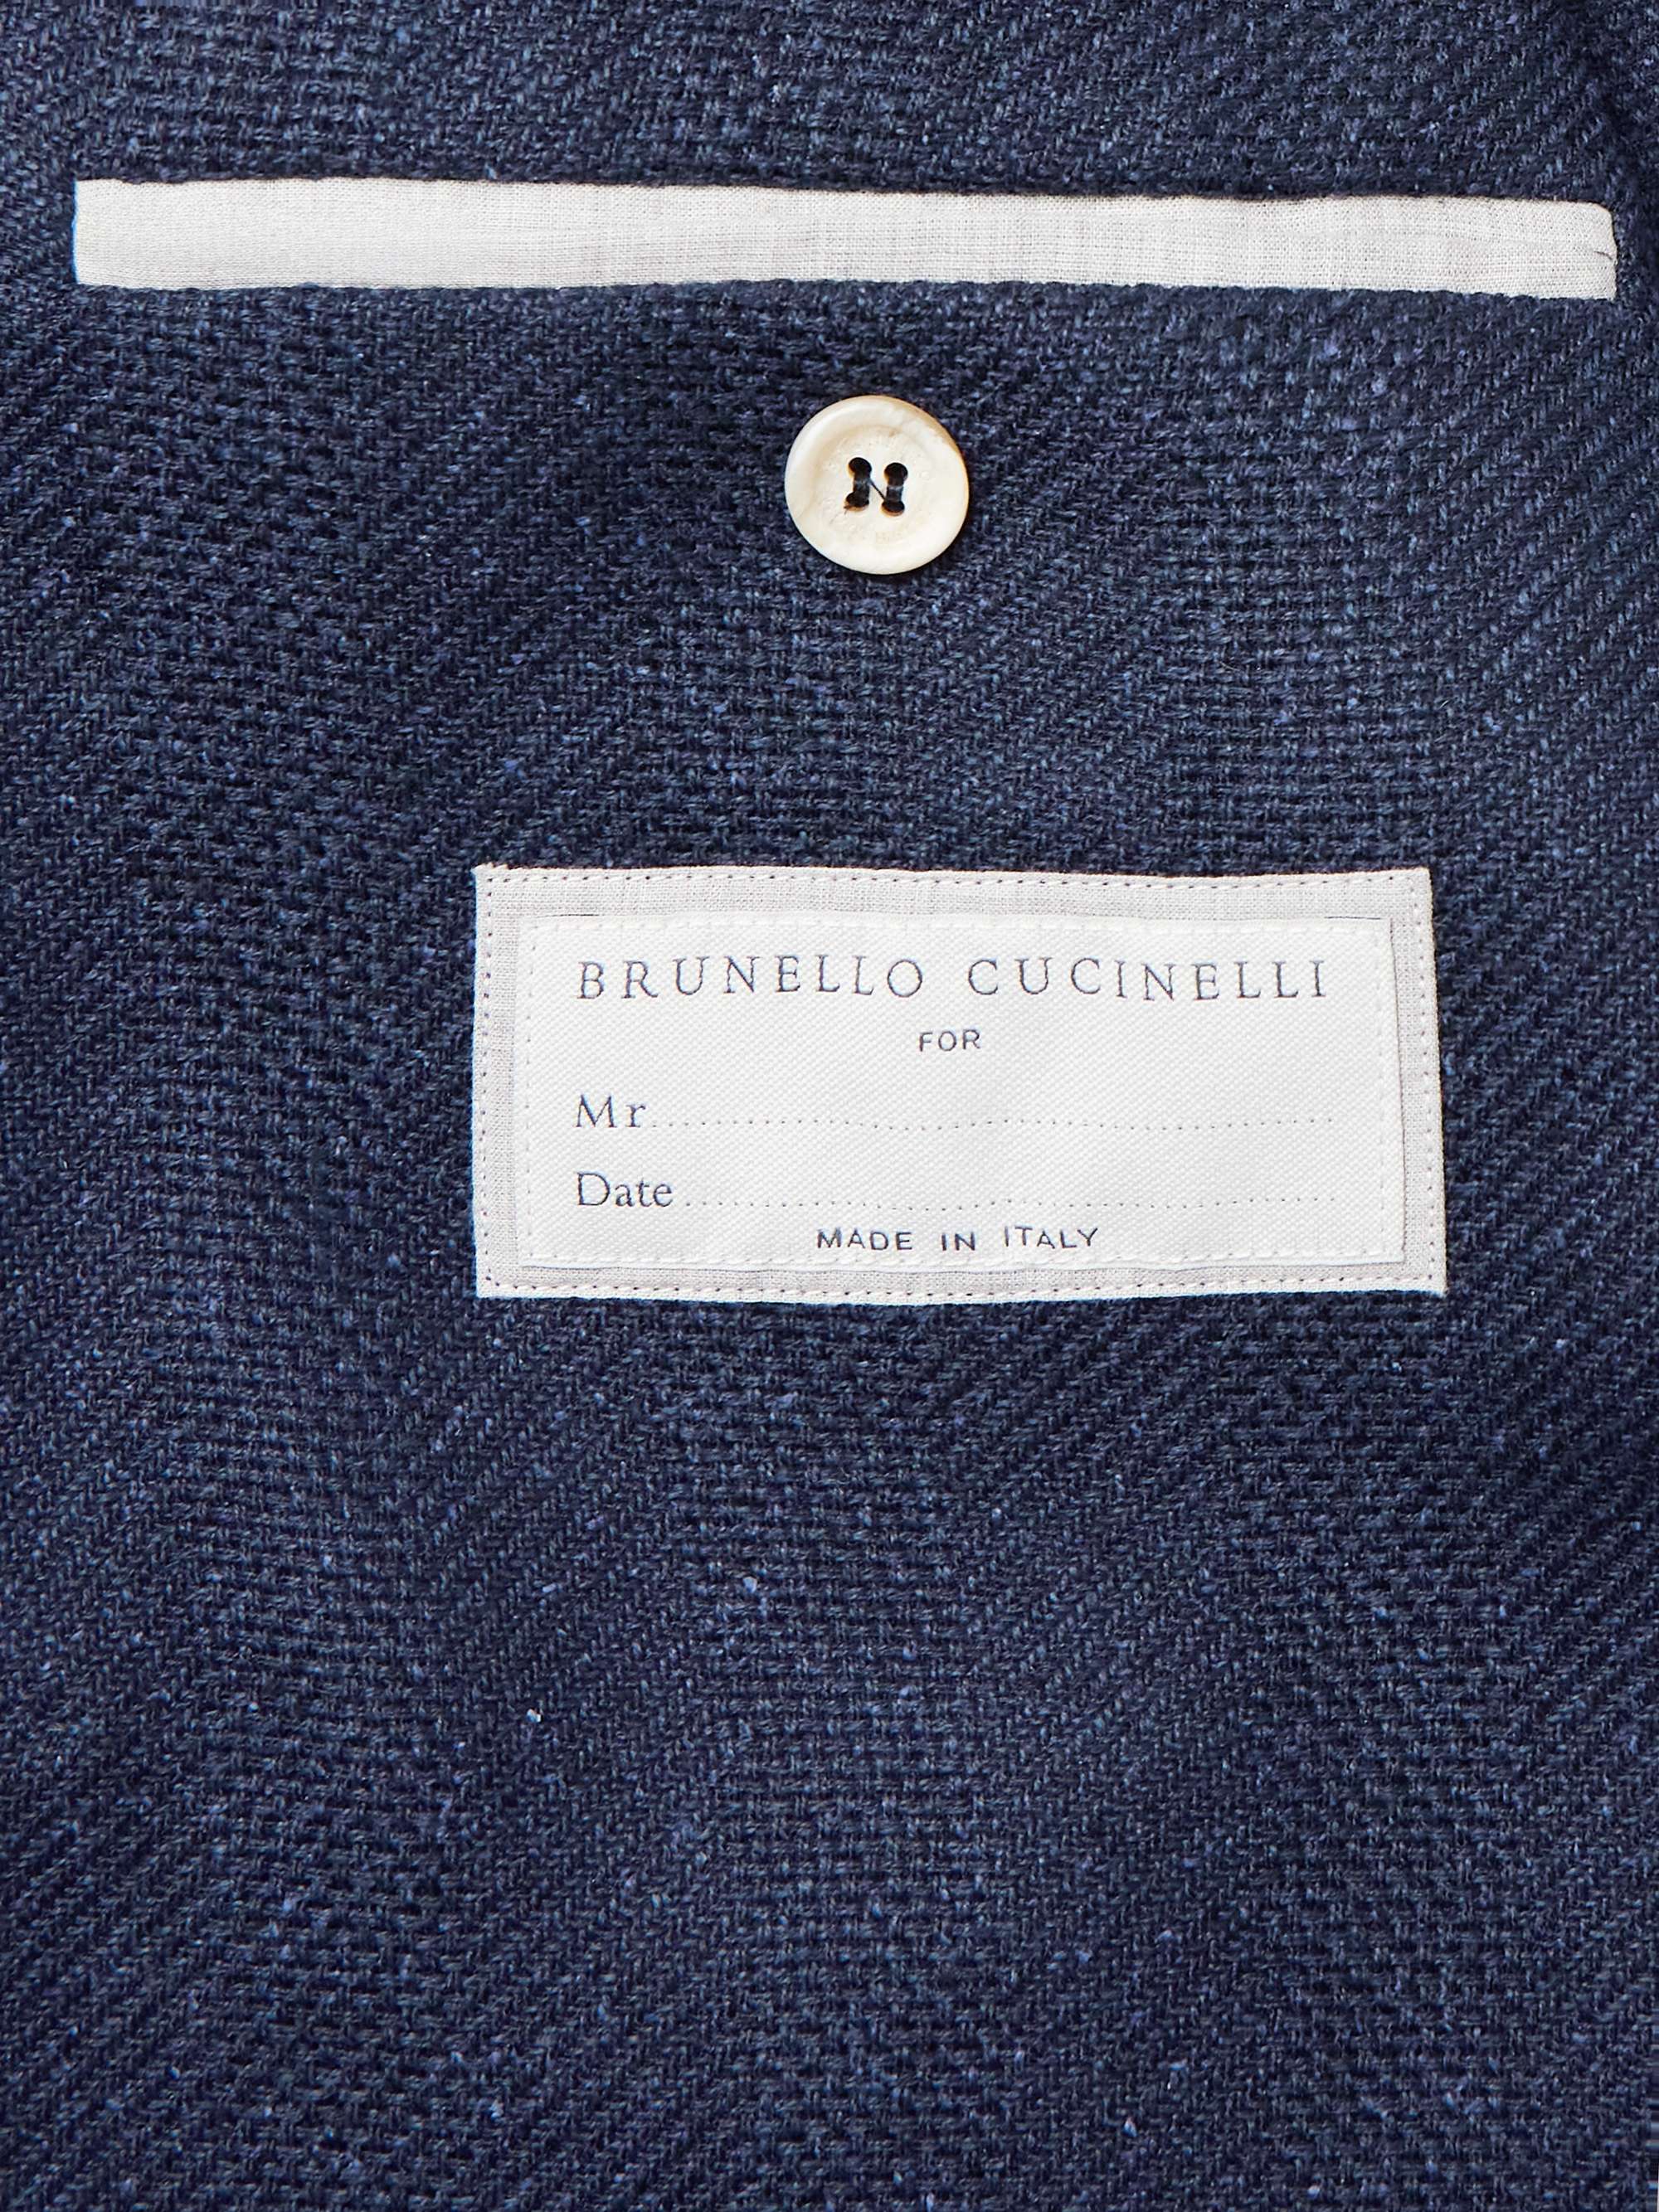 BRUNELLO CUCINELLI
FOR
Mr....................................................
Date..............................................
MADE IN ITALY